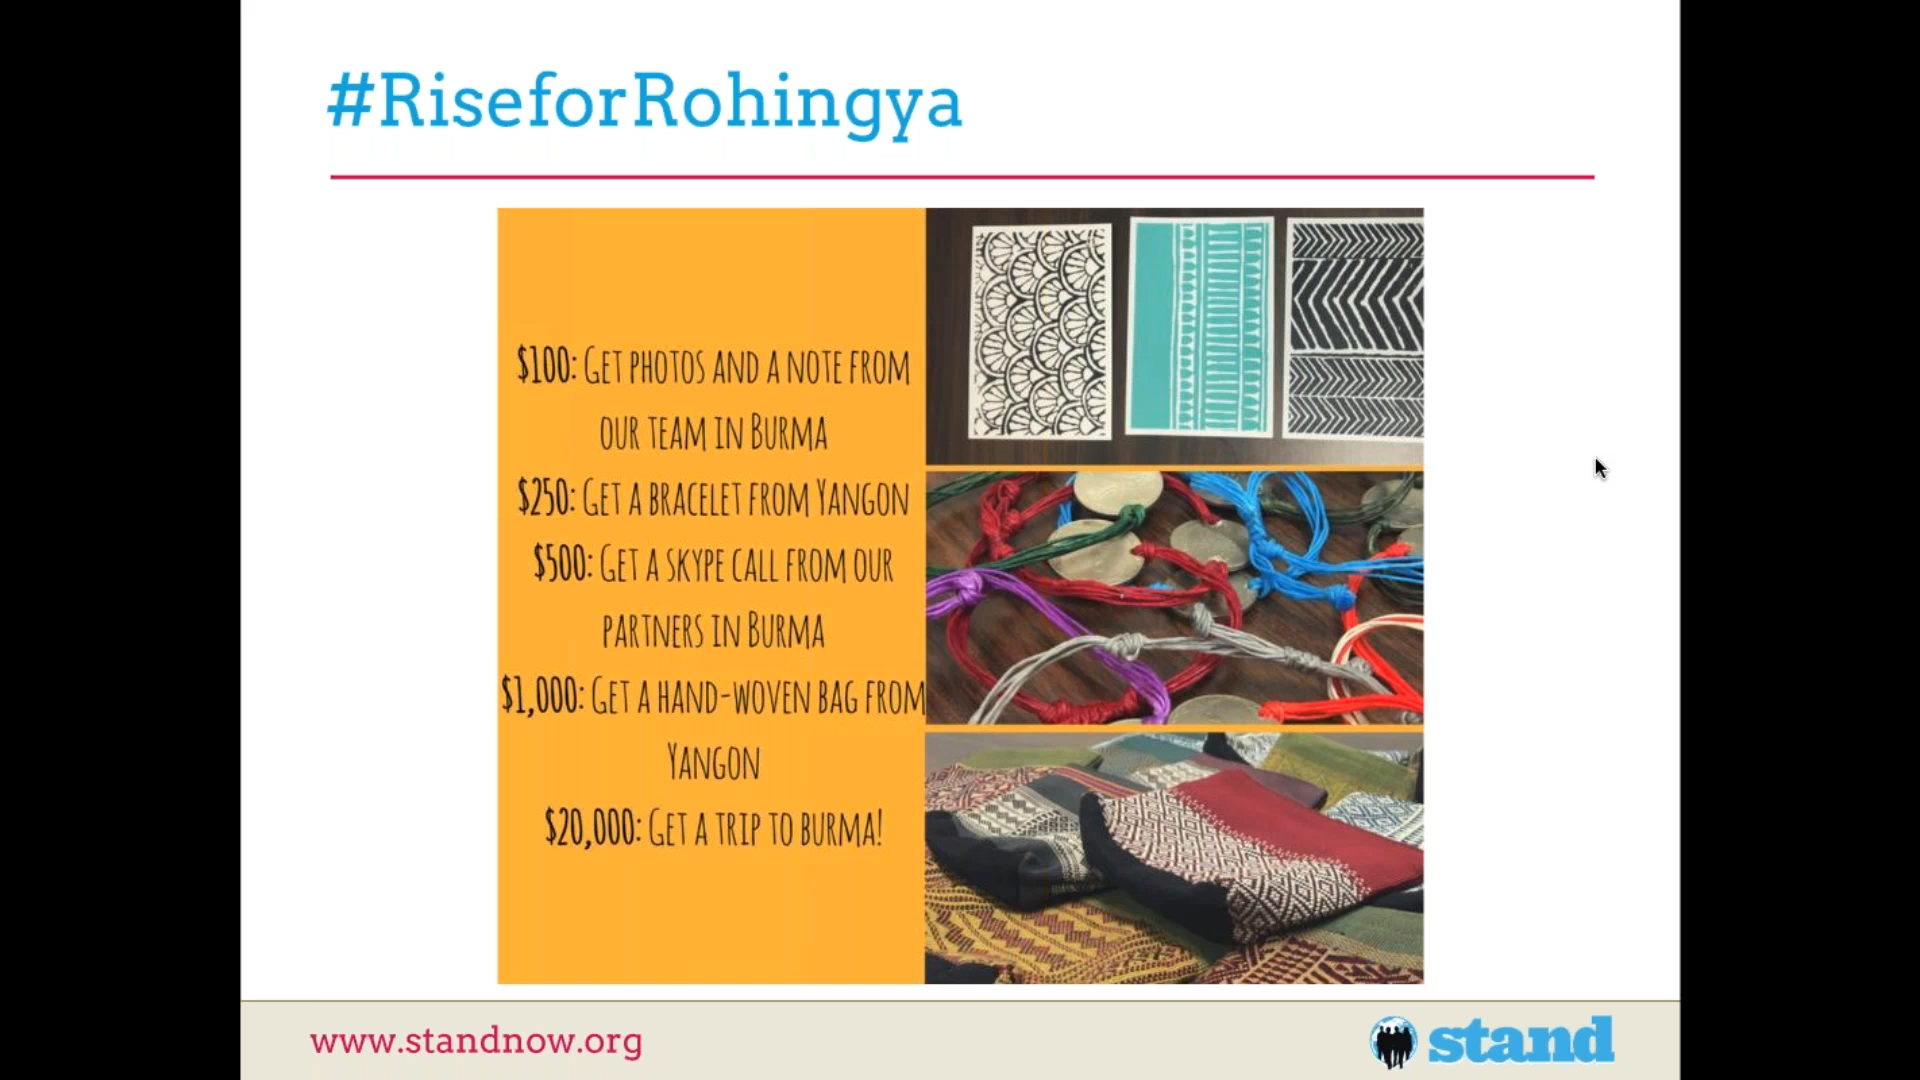 #RiseforRohingya
$100: Get photos and a note from
our team in Burma
$250: Get a bracelet from Yangon
$500: Get a skype call from our
partners in Burma
$1,000: Get a hand-woven bag from
Yangon
$20,000: Get a trip to burma!
www.standnow.org
stand